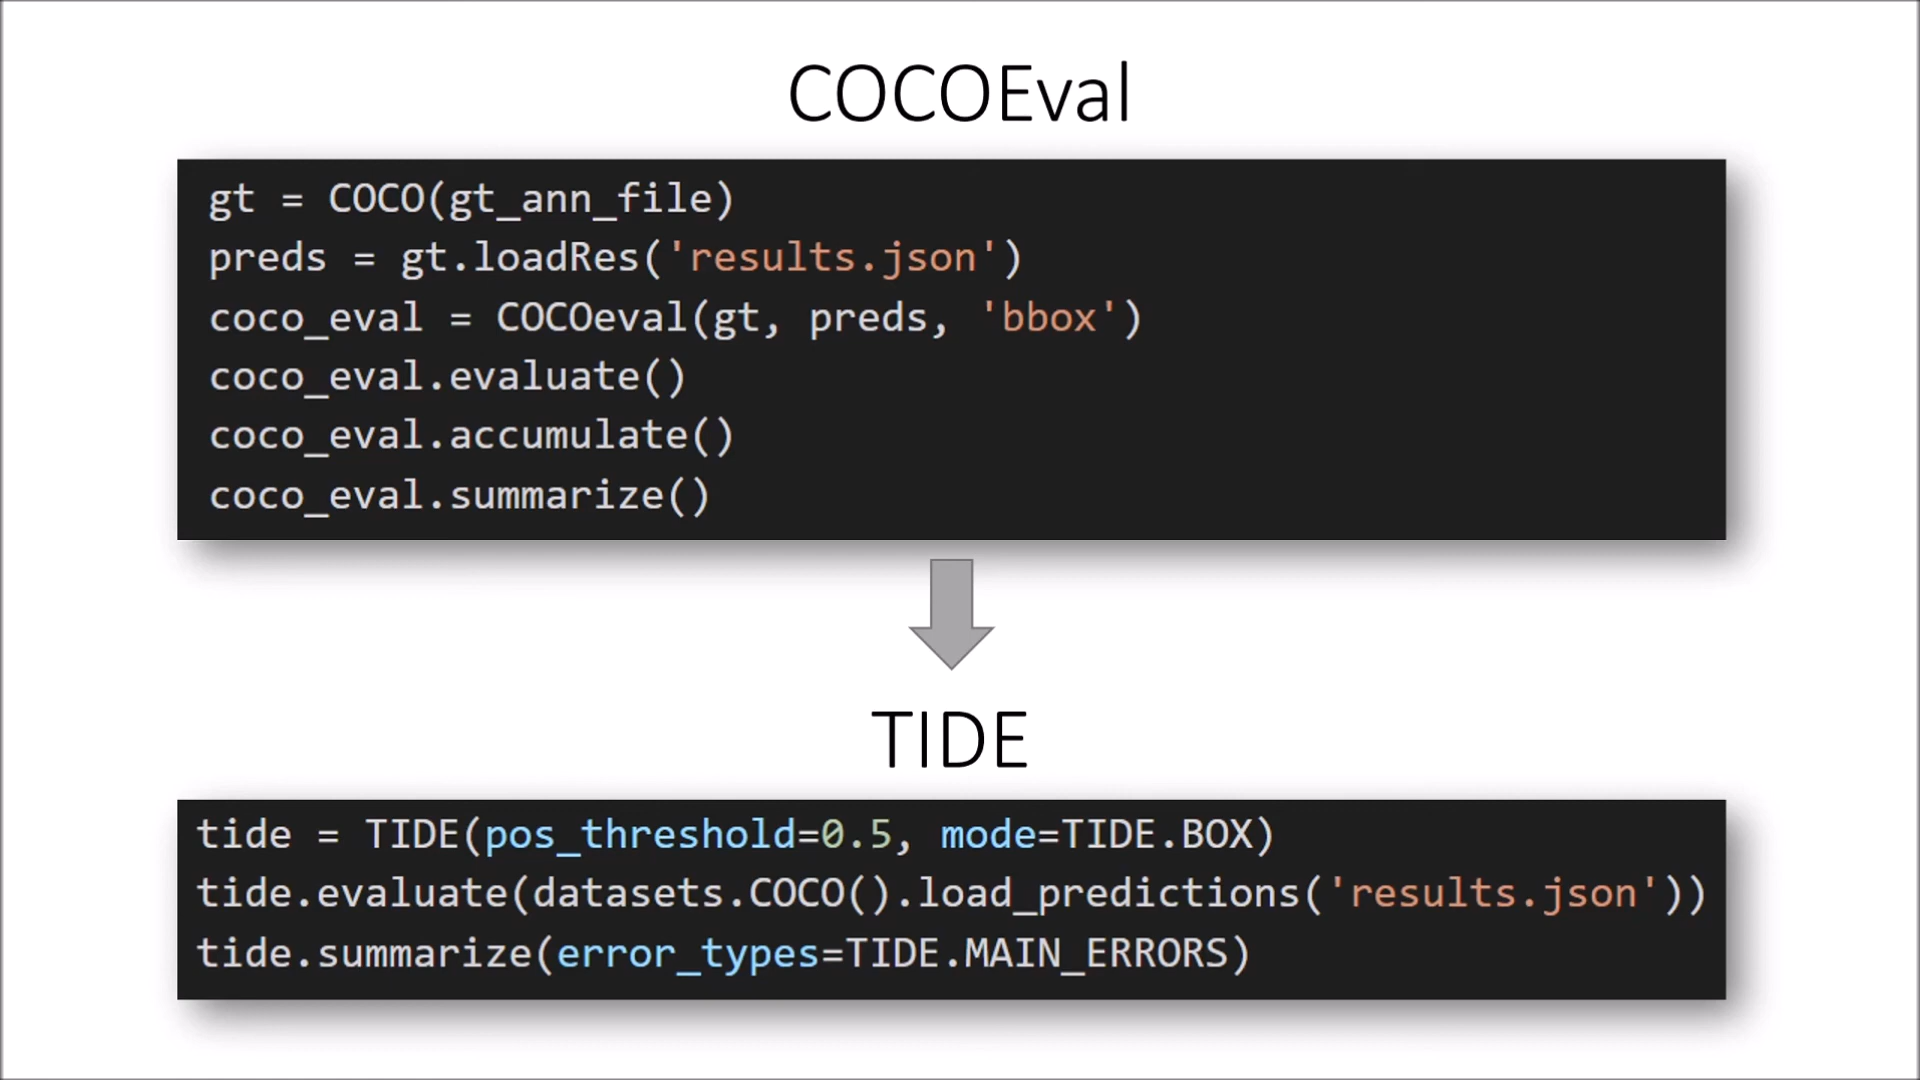 COCOEval
gt = COCO(gt_ann_file)
preds = gt.loadRes('results.json')
coco_eval = COCOeval(gt, preds, 'bbox')
coco_eval.evaluate()
coco_eval.accumulate()
coco_eval.summarize()
TIDE
tide = TIDE(pos_threshold=0.5, mode=TIDE.BOX)
tide.evaluate(datasets.COCO().load_predictions('results.json'))
tide.summarize(error_types=TIDE.MAIN_ERRORS)